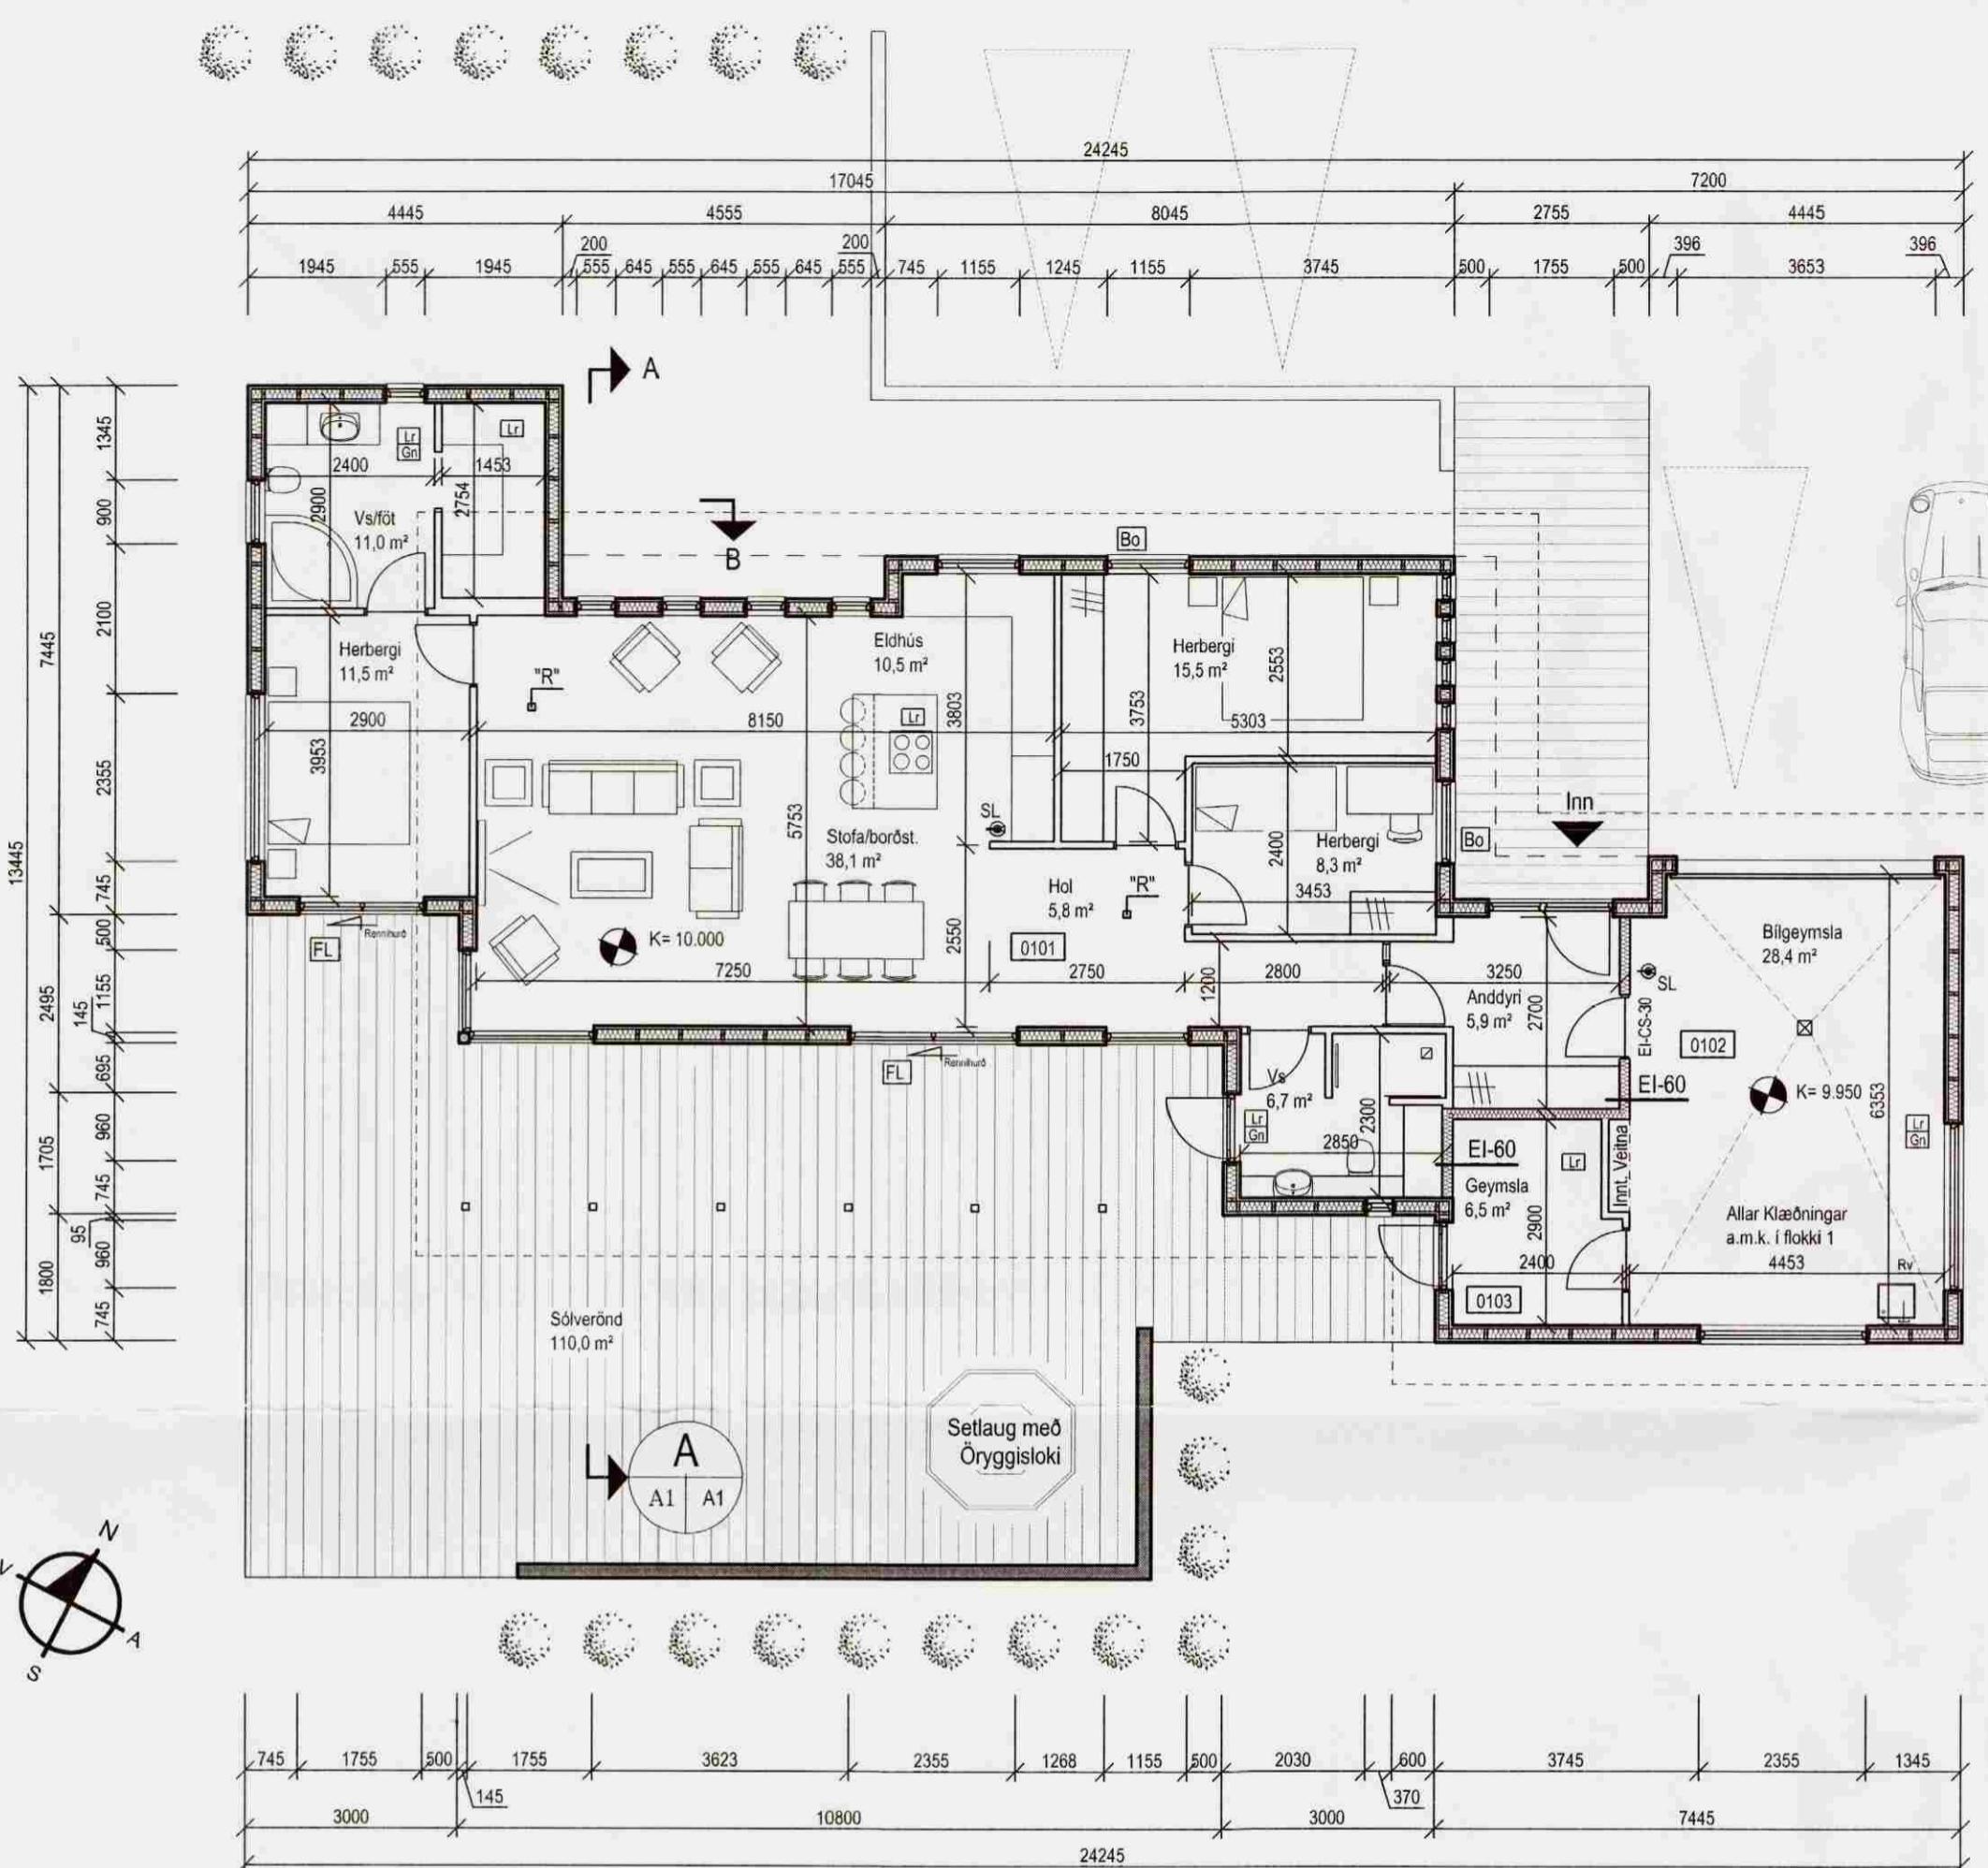 24245
17045 7200
4445 4555 8045 2755 4445
200 200 396 396
1945 555 1945 555 645 555 645 555 645 555 745 1155 1245 1155 3745 500 1755 500 3653
A
B
Bo
13445
7445 2495 1705 1800
1345 900 2100 2355 745 500 1155 145 695 960 745 95 960 745
Lr
Gn
Lr
2400 1453
2900 2754
Vs/föt
11,0 m²
Herbergi
11,5 m²
2900
3953
"R"
8150
Eldhús
10,5 m²
Lr
3803
5753
SL
Stofa/borðst.
38,1 m²
Herbergi
15,5 m²
2553
3753
5303
1750
Herbergi
8,3 m²
2400
3453
Bo
Inn
Hol
5,8 m²
"R"
0101
2550
K= 10.000
7250 2750 2800 3250
1200
FL
Rennihurð
FL
Rennihurð
Anddyri
5,9 m²
2700
EI-CS-30
SL
Bílgeymsla
28,4 m²
0102
EI-60
K= 9.950
6353
Lr
Gn
Vs
6,7 m²
Lr
Gn
2300
2850
EI-60
Geymsla
6,5 m²
Lr
Innt. Veitna
2900
2400
0103
Allar Klæðningar
a.m.k. í flokki 1
4453
Rv
Sólverönd
110,0 m²
Setlaug með
Öryggisloki
A
A1 A1
N
V
A
S
745 1755 500 1755 3623 2355 1268 1155 500 2030 600 3745 2355 1345
145 370
3000 10800 3000 7445
24245